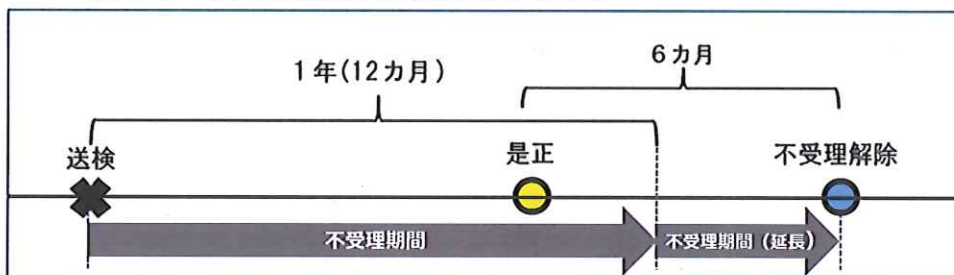 1年(12カ月)
6カ月
送検
是正
不受理解除
不受理期間
不受理期間(延長)